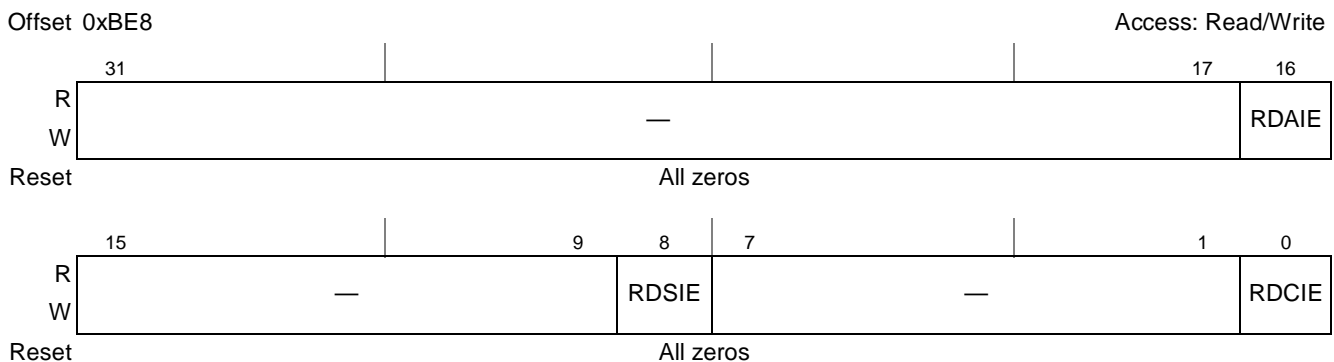 Offset 0xBE8 Access: Read/Write
31 17 16
R
W
— RDAIE
Reset All zeros
15 9 8 7 1 0
R
W
— RDSIE — RDCIE
Reset All zeros